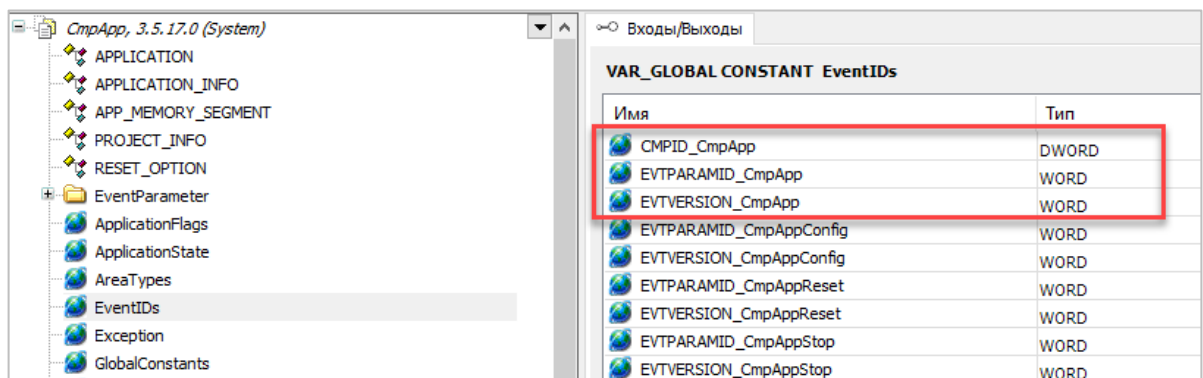 CmpApp, 3.5.17.0 (System)
APPLICATION
APPLICATION_INFO
APP_MEMORY_SEGMENT
PROJECT_INFO
RESET_OPTION
EventParameter
ApplicationFlags
ApplicationState
AreaTypes
EventIDs
Exception
GlobalConstants
Входы/Выходы
VAR_GLOBAL CONSTANT EventIDs
Имя Тип
CMPID_CmpApp DWORD
EVTPARAMID_CmpApp WORD
EVTVERSION_CmpApp WORD
EVTPARAMID_CmpAppConfig WORD
EVTVERSION_CmpAppConfig WORD
EVTPARAMID_CmpAppReset WORD
EVTVERSION_CmpAppReset WORD
EVTPARAMID_CmpAppStop WORD
EVTVERSION_CmpAppStop WORD